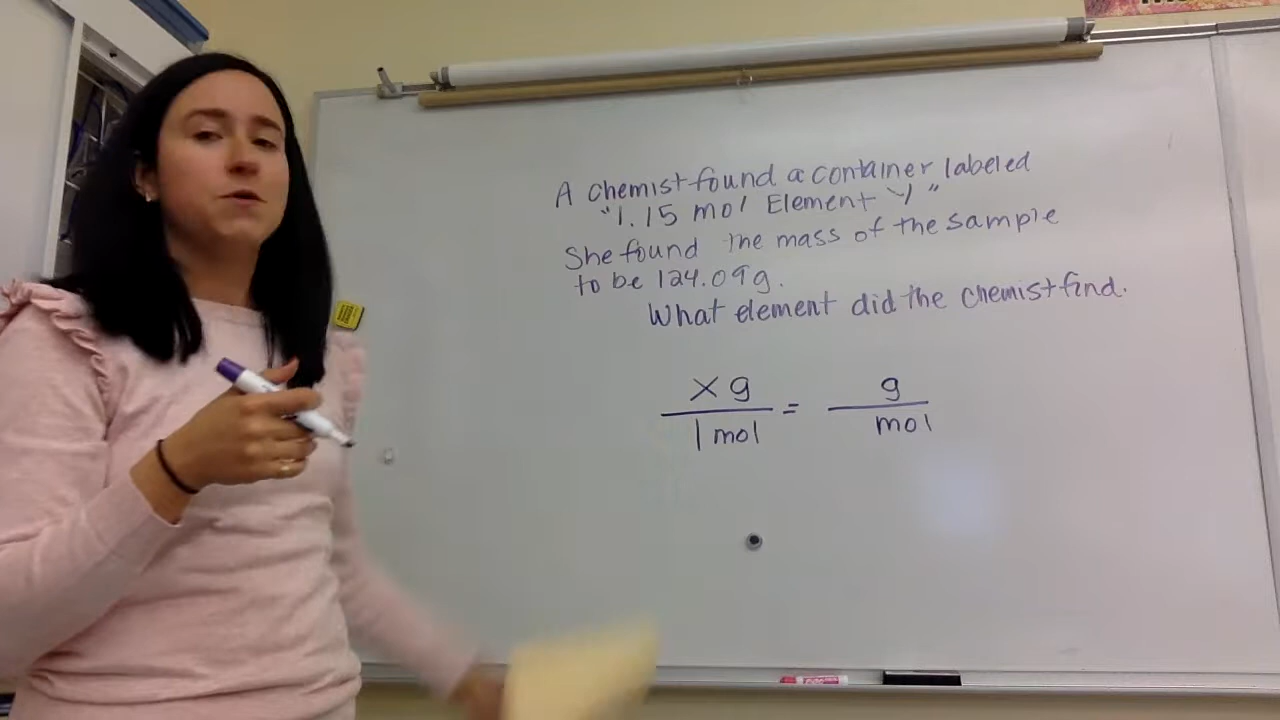 A chemist found a container labeled
"1.15 mol Element Y"
She found the mass of the sample
to be 124.09g.
What element did the chemist find.
x g / 1 mol = g / mol